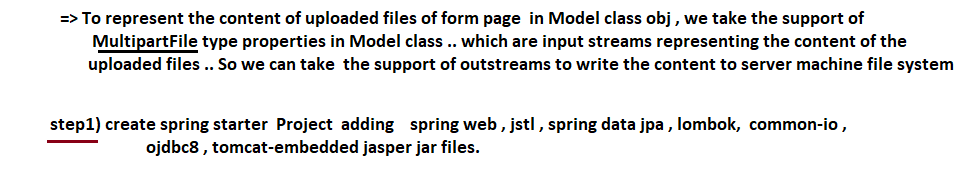 => To represent the content of uploaded files of form page in Model class obj , we take the support of
MultipartFile type properties in Model class .. which are input streams representing the content of the
uploaded files .. So we can take the support of outstreams to write the content to server machine file system
step1) create spring starter Project adding spring web , jstl , spring data jpa , lombok, common-io ,
ojdbc8 , tomcat-embedded jasper jar files.